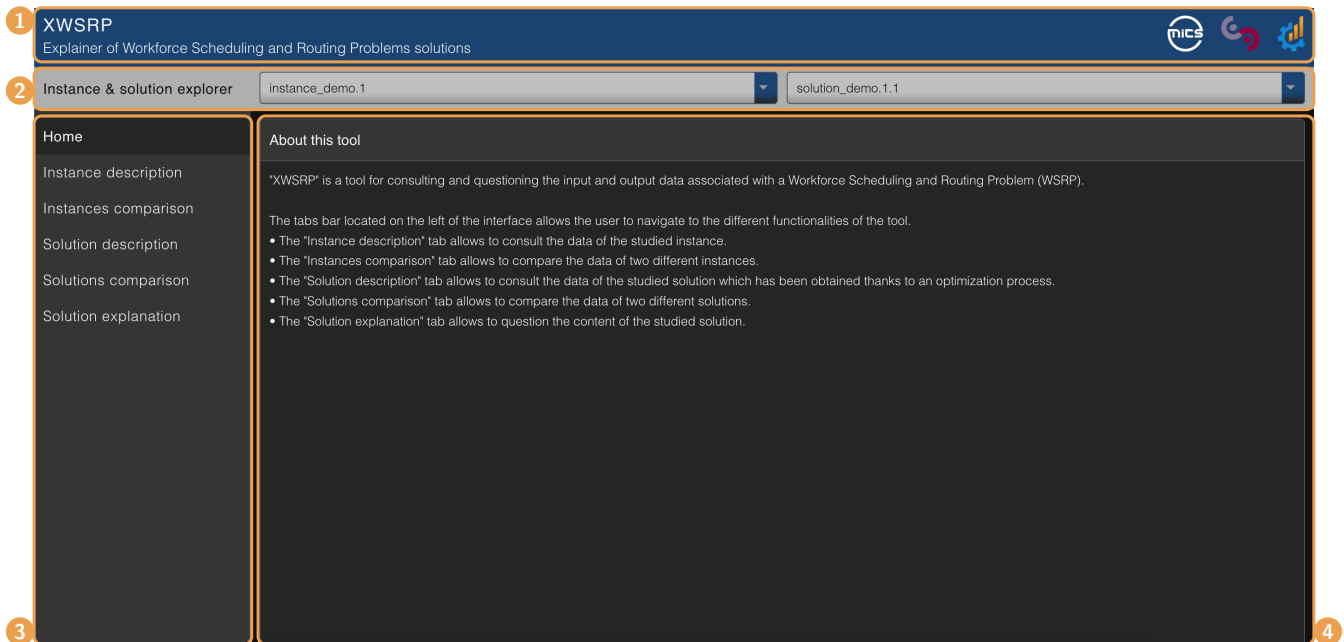 1
XWSRP
Explainer of Workforce Scheduling and Routing Problems solutions
mics
2
Instance & solution explorer
instance_demo.1
solution_demo.1.1
Home
Instance description
Instances comparison
Solution description
Solutions comparison
Solution explanation
3
About this tool
"XWSRP" is a tool for consulting and questioning the input and output data associated with a Workforce Scheduling and Routing Problem (WSRP).
The tabs bar located on the left of the interface allows the user to navigate to the different functionalities of the tool.
• The "Instance description" tab allows to consult the data of the studied instance.
• The "Instances comparison" tab allows to compare the data of two different instances.
• The "Solution description" tab allows to consult the data of the studied solution which has been obtained thanks to an optimization process.
• The "Solutions comparison" tab allows to compare the data of two different solutions.
• The "Solution explanation" tab allows to question the content of the studied solution.
4